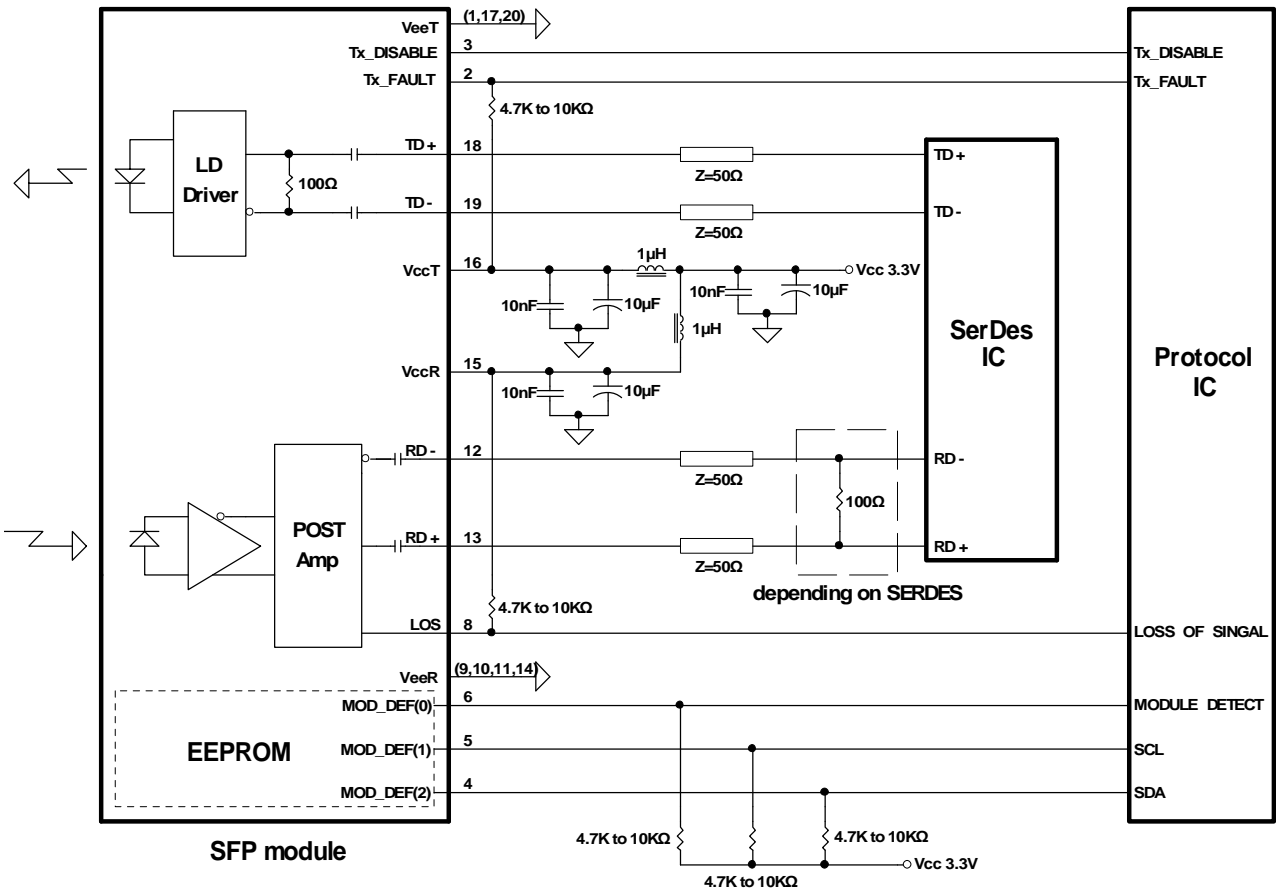 VeeT
(1,17,20)
Tx_DISABLE
3
Tx_DISABLE
Tx_FAULT
2
Tx_FAULT
4.7K to 10KΩ
LD
Driver
100Ω
TD+
18
Z=50Ω
TD+
TD-
19
Z=50Ω
TD-
1µH
VccT
16
Vcc 3.3V
10nF
10µF
10nF
10µF
1µH
SerDes
IC
Protocol
IC
VccR
15
10nF
10µF
RD-
12
Z=50Ω
RD-
100Ω
POST
Amp
RD+
13
Z=50Ω
RD+
depending on SERDES
4.7K to 10KΩ
LOS
8
LOSS OF SINGAL
VeeR
(9,10,11,14)
MOD_DEF(0)
6
MODULE DETECT
EEPROM
MOD_DEF(1)
5
SCL
MOD_DEF(2)
4
SDA
SFP module
4.7K to 10KΩ
4.7K to 10KΩ
Vcc 3.3V
4.7K to 10KΩ